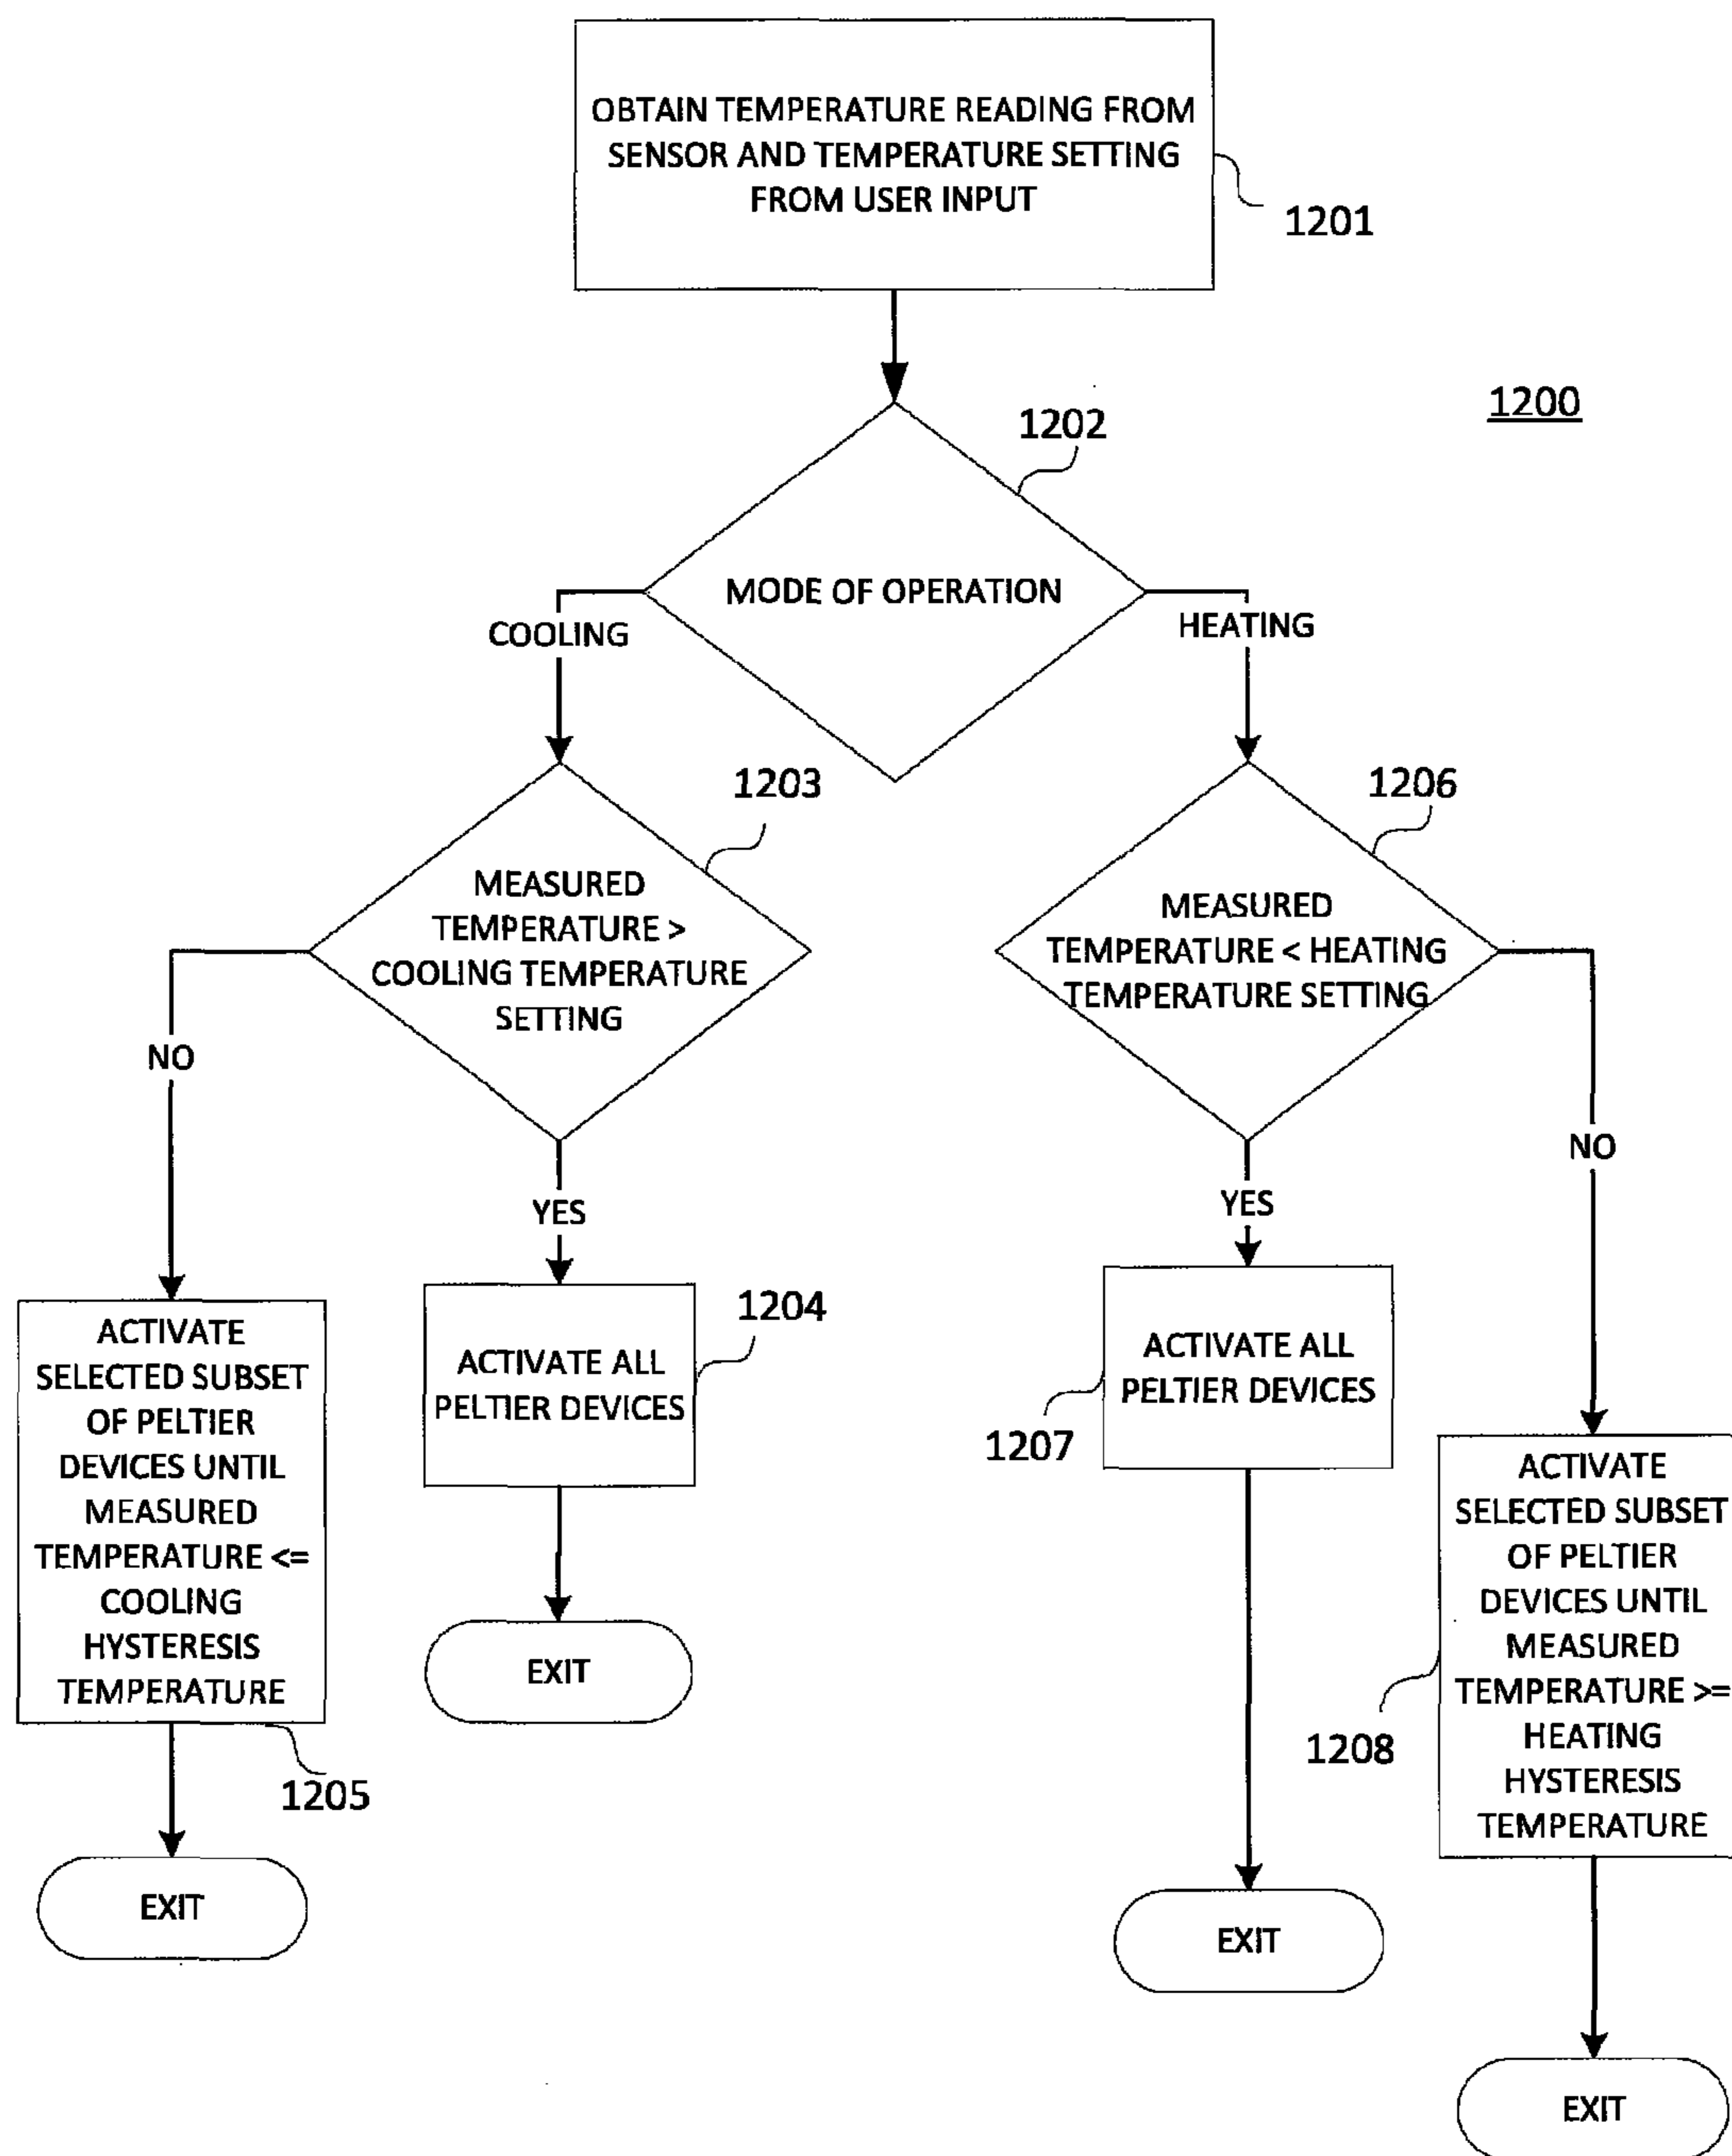 OBTAIN TEMPERATURE READING FROM
SENSOR AND TEMPERATURE SETTING
FROM USER INPUT
1201
1200
1202
MODE OF OPERATION
COOLING
HEATING
1203
MEASURED
TEMPERATURE >
COOLING TEMPERATURE
SETTING
1206
MEASURED
TEMPERATURE < HEATING
TEMPERATURE SETTING
NO
YES
YES
NO
ACTIVATE
SELECTED SUBSET
OF PELTIER
DEVICES UNTIL
MEASURED
TEMPERATURE <=
COOLING
HYSTERESIS
TEMPERATURE
1205
ACTIVATE ALL
PELTIER DEVICES
1204
ACTIVATE ALL
PELTIER DEVICES
1207
ACTIVATE
SELECTED SUBSET
OF PELTIER
DEVICES UNTIL
MEASURED
TEMPERATURE >=
HEATING
HYSTERESIS
TEMPERATURE
1208
EXIT
EXIT
EXIT
EXIT